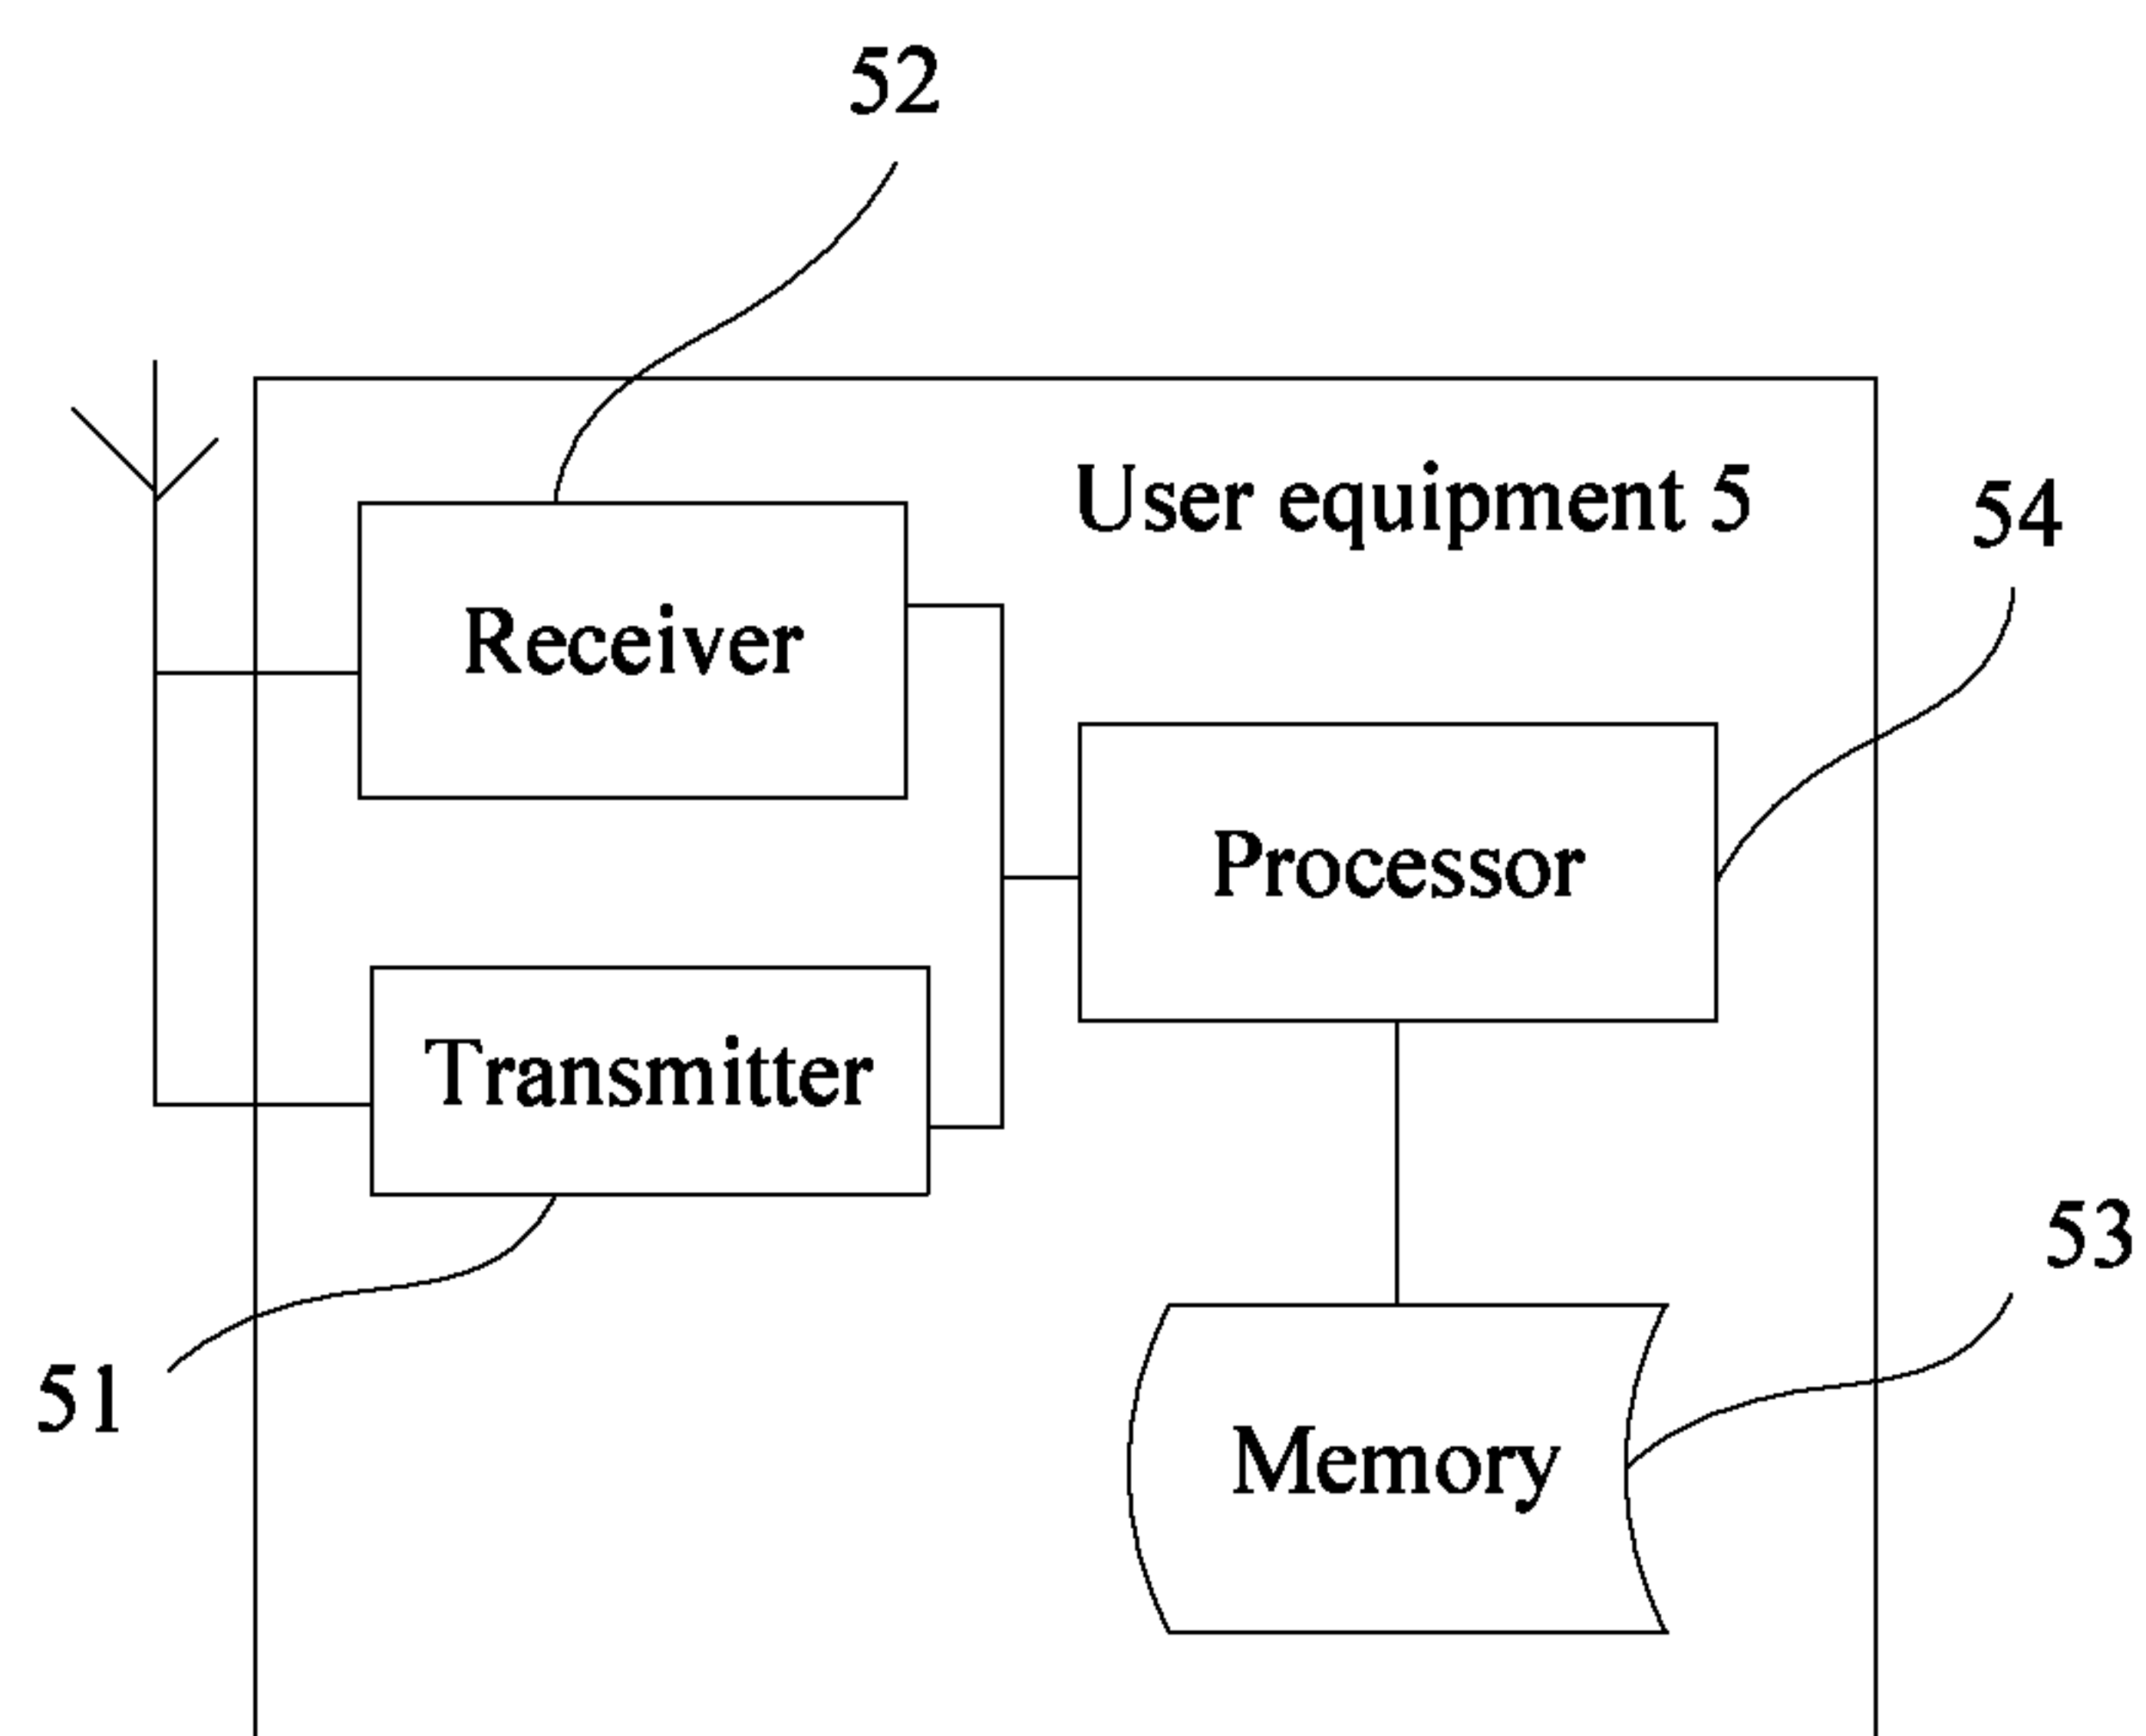 52
User equipment 5
54
Receiver
Processor
Transmitter
53
51
Memory